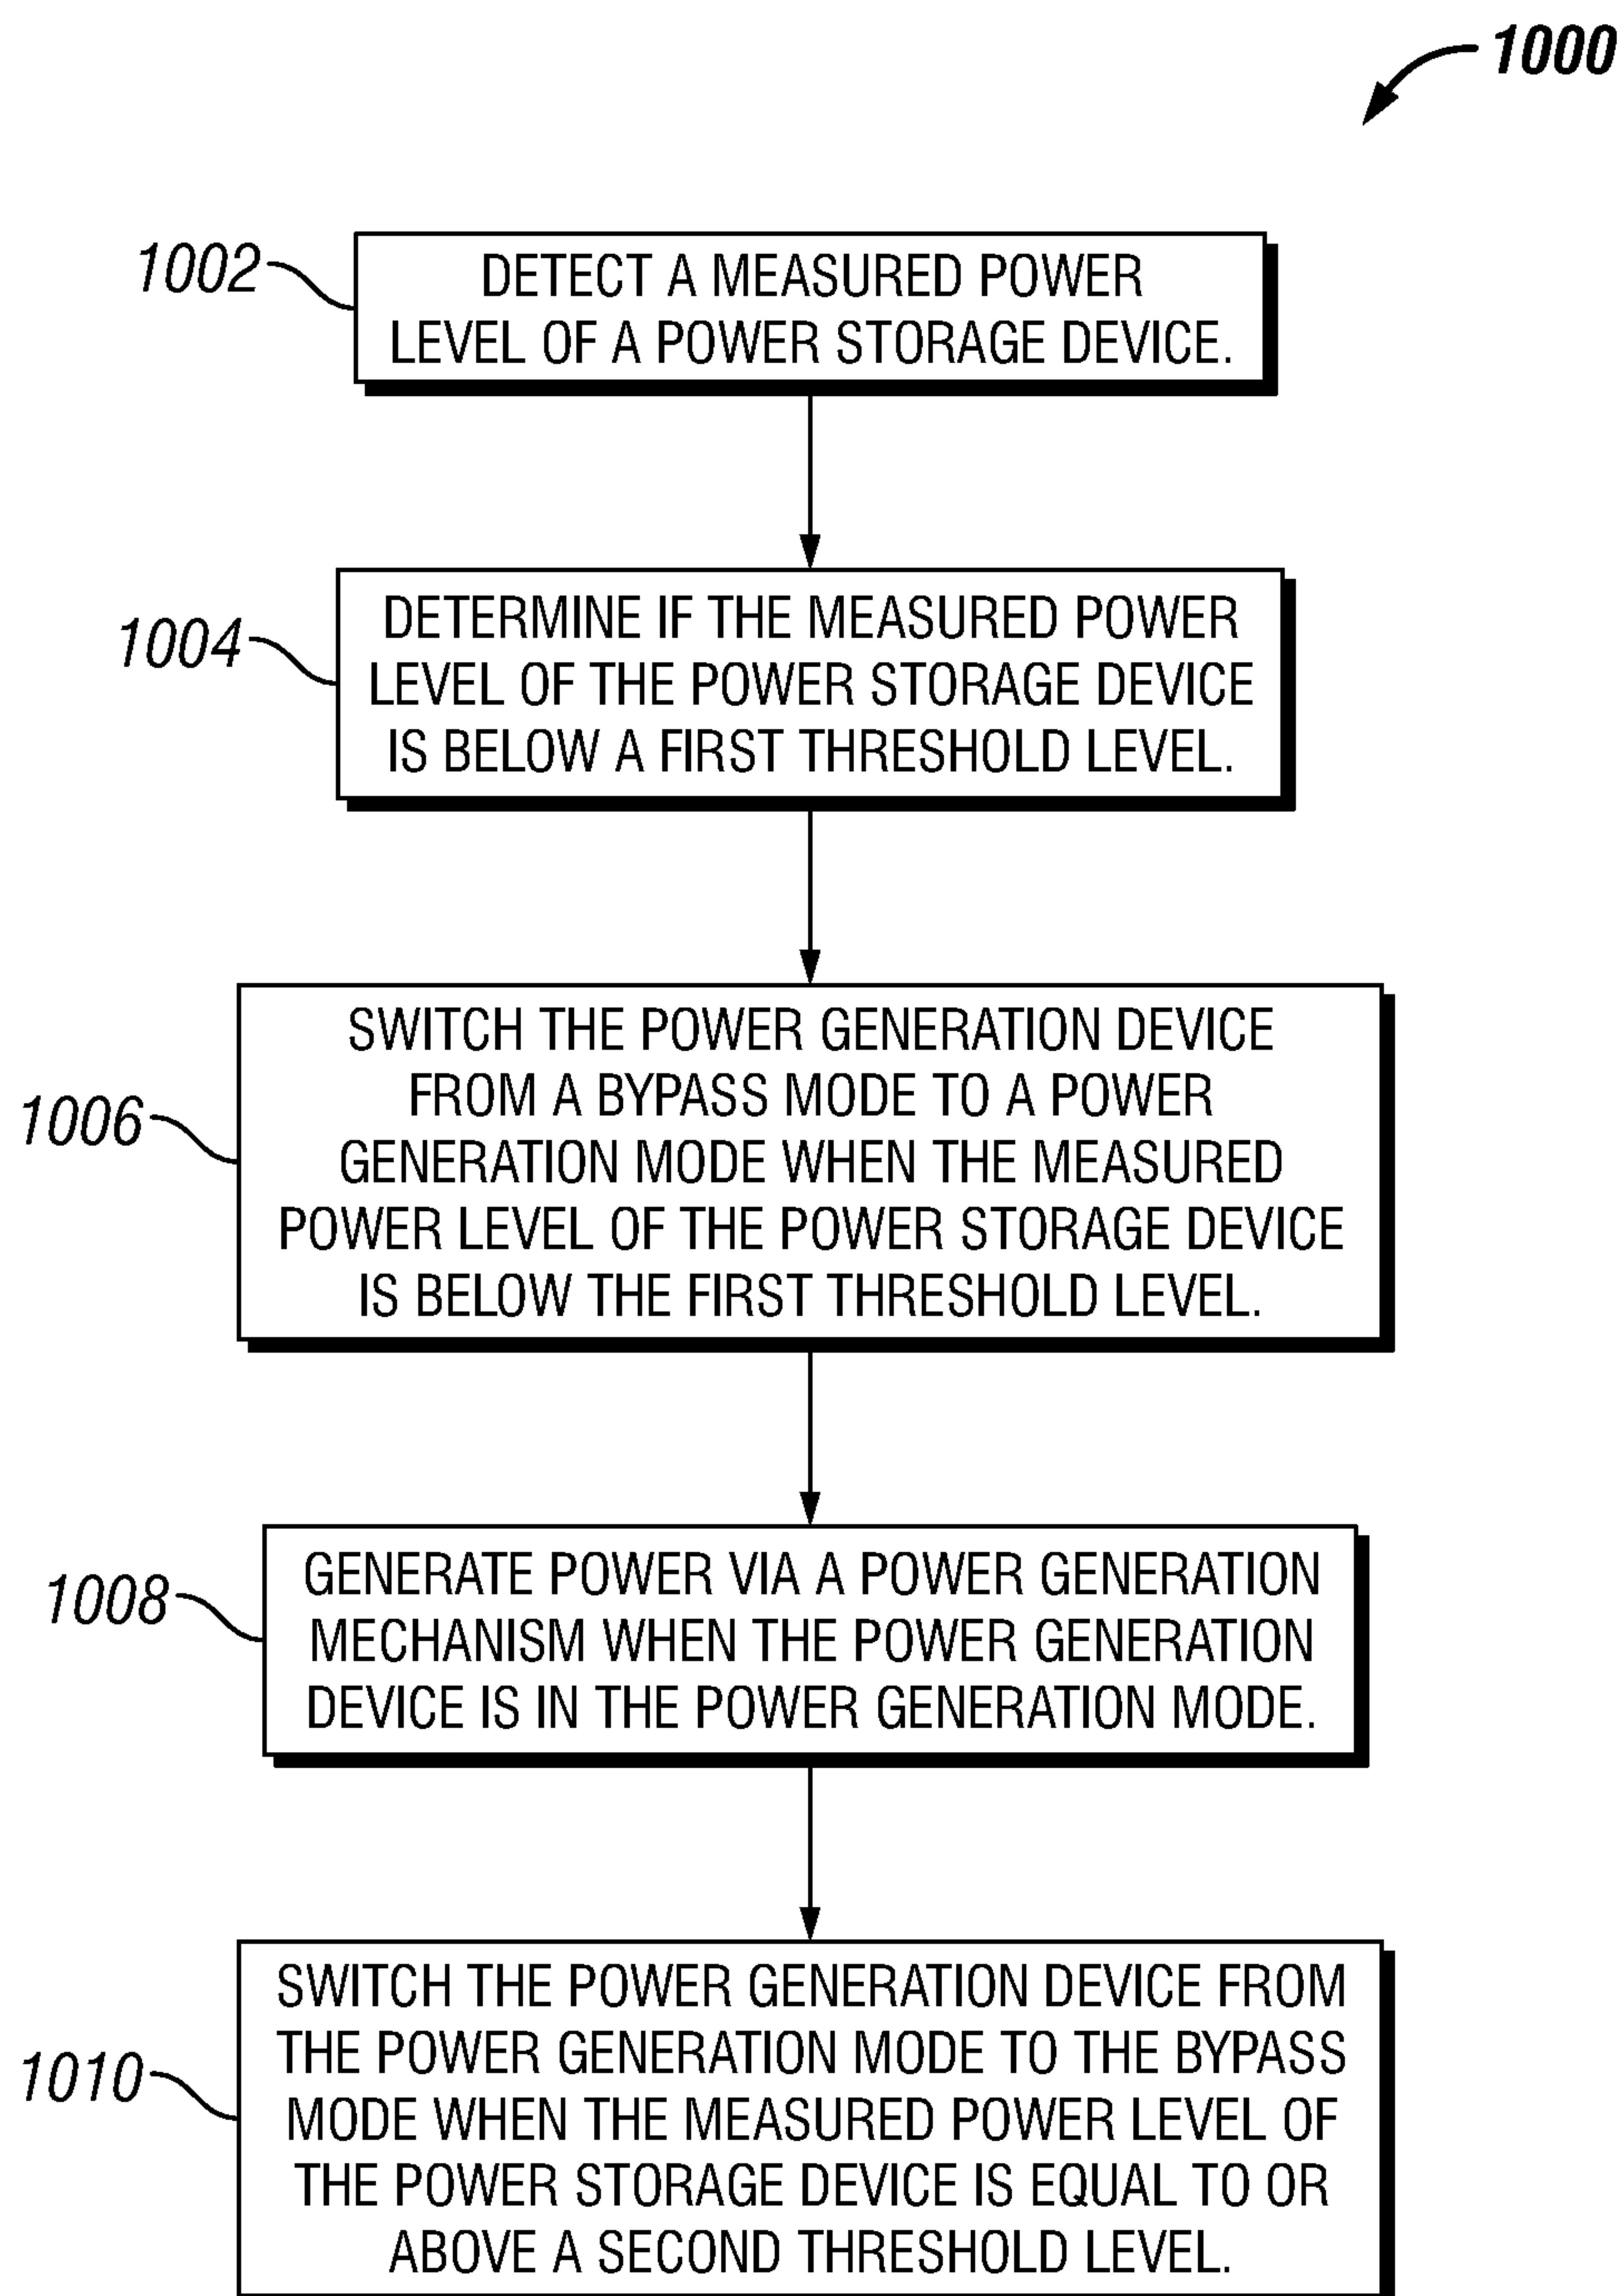 1000
1002
DETECT A MEASURED POWER
LEVEL OF A POWER STORAGE DEVICE.
1004
DETERMINE IF THE MEASURED POWER
LEVEL OF THE POWER STORAGE DEVICE
IS BELOW A FIRST THRESHOLD LEVEL.
1006
SWITCH THE POWER GENERATION DEVICE
FROM A BYPASS MODE TO A POWER
GENERATION MODE WHEN THE MEASURED
POWER LEVEL OF THE POWER STORAGE DEVICE
IS BELOW THE FIRST THRESHOLD LEVEL.
1008
GENERATE POWER VIA A POWER GENERATION
MECHANISM WHEN THE POWER GENERATION
DEVICE IS IN THE POWER GENERATION MODE.
1010
SWITCH THE POWER GENERATION DEVICE FROM
THE POWER GENERATION MODE TO THE BYPASS
MODE WHEN THE MEASURED POWER LEVEL OF
THE POWER STORAGE DEVICE IS EQUAL TO OR
ABOVE A SECOND THRESHOLD LEVEL.